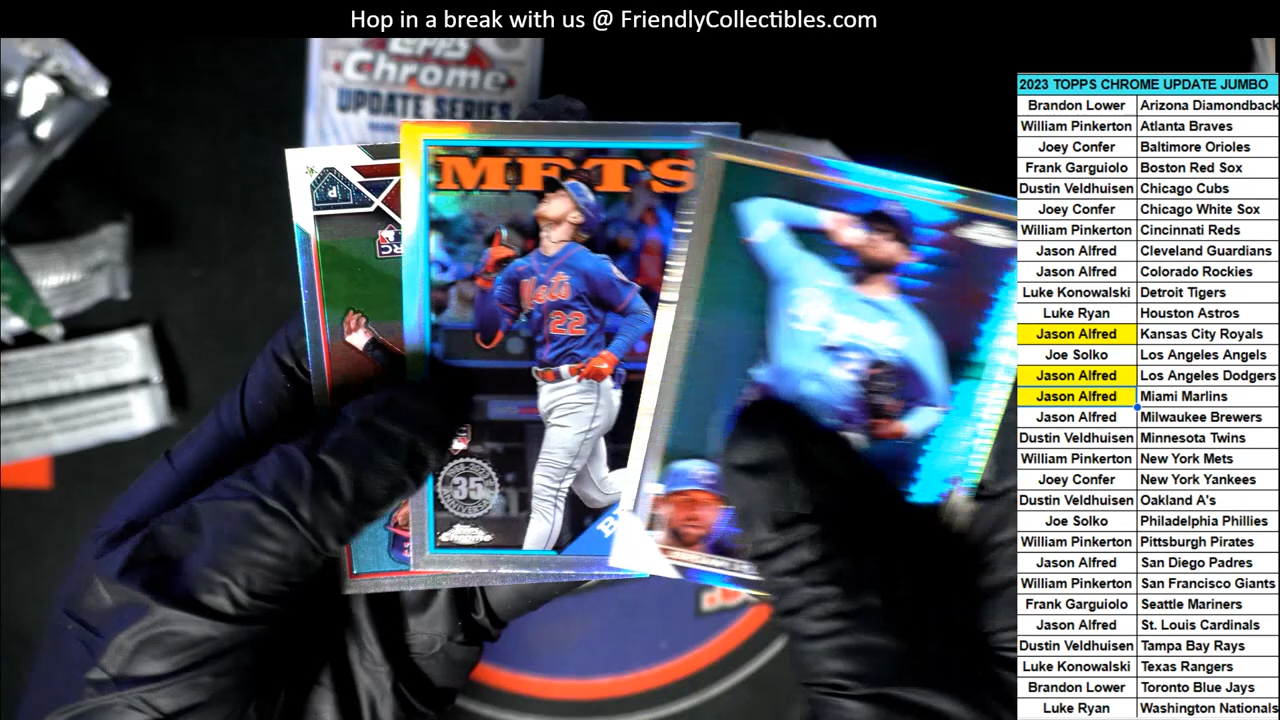 Hop in a break with us @ FriendlyCollectibles.com
Topps
Chrome
UPDATE SERIES
METS
Mets
22
35
ANNIVERSARY
RC
P
2023 TOPPS CHROME UPDATE JUMBO
Brandon Lower Arizona Diamondback
William Pinkerton Atlanta Braves
Joey Confer Baltimore Orioles
Frank Garguiolo Boston Red Sox
Dustin Veldhuisen Chicago Cubs
Joey Confer Chicago White Sox
William Pinkerton Cincinnati Reds
Jason Alfred Cleveland Guardians
Jason Alfred Colorado Rockies
Luke Konowalski Detroit Tigers
Luke Ryan Houston Astros
Jason Alfred Kansas City Royals
Joe Solko Los Angeles Angels
Jason Alfred Los Angeles Dodgers
Jason Alfred Miami Marlins
Jason Alfred Milwaukee Brewers
Dustin Veldhuisen Minnesota Twins
William Pinkerton New York Mets
Joey Confer New York Yankees
Dustin Veldhuisen Oakland A's
Joe Solko Philadelphia Phillies
William Pinkerton Pittsburgh Pirates
Jason Alfred San Diego Padres
William Pinkerton San Francisco Giants
Frank Garguiolo Seattle Mariners
Jason Alfred St. Louis Cardinals
Dustin Veldhuisen Tampa Bay Rays
Luke Konowalski Texas Rangers
Brandon Lower Toronto Blue Jays
Luke Ryan Washington Nationals